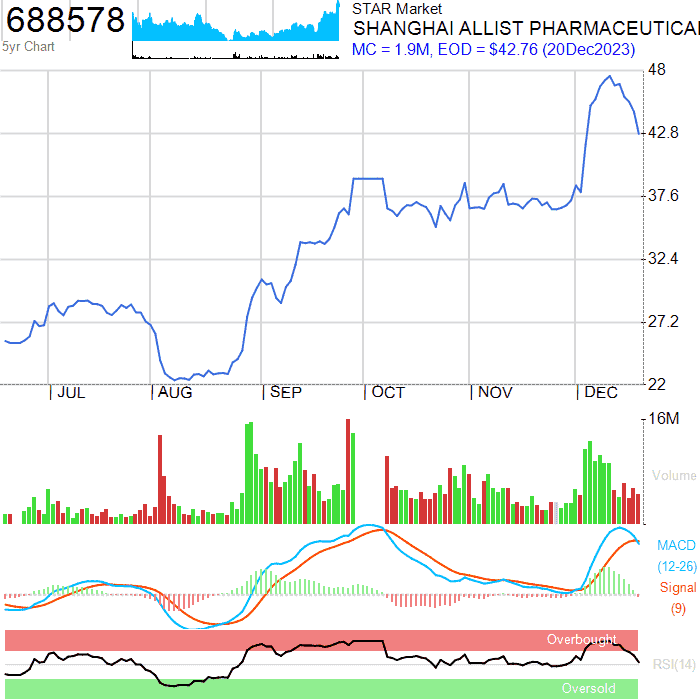 688578
5yr Chart
STAR Market
SHANGHAI ALLIST PHARMACEUTICA
MC = 1.9M, EOD = $42.76 (20Dec2023)
48
42.8
37.6
32.4
27.2
22
JUL
AUG
SEP
OCT
NOV
DEC
16M
Volume
MACD
(12-26)
Signal
(9)
Overbought
RSI(14)
Oversold